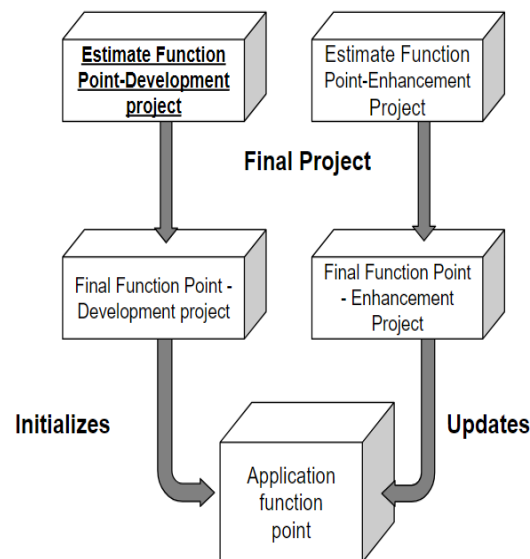 Estimate Function
Point-Development
project
Estimate Function
Point-Enhancement
Project
Final Project
Final Function Point -
Development project
Final Function Point
- Enhancement
Project
Initializes
Updates
Application
function
point